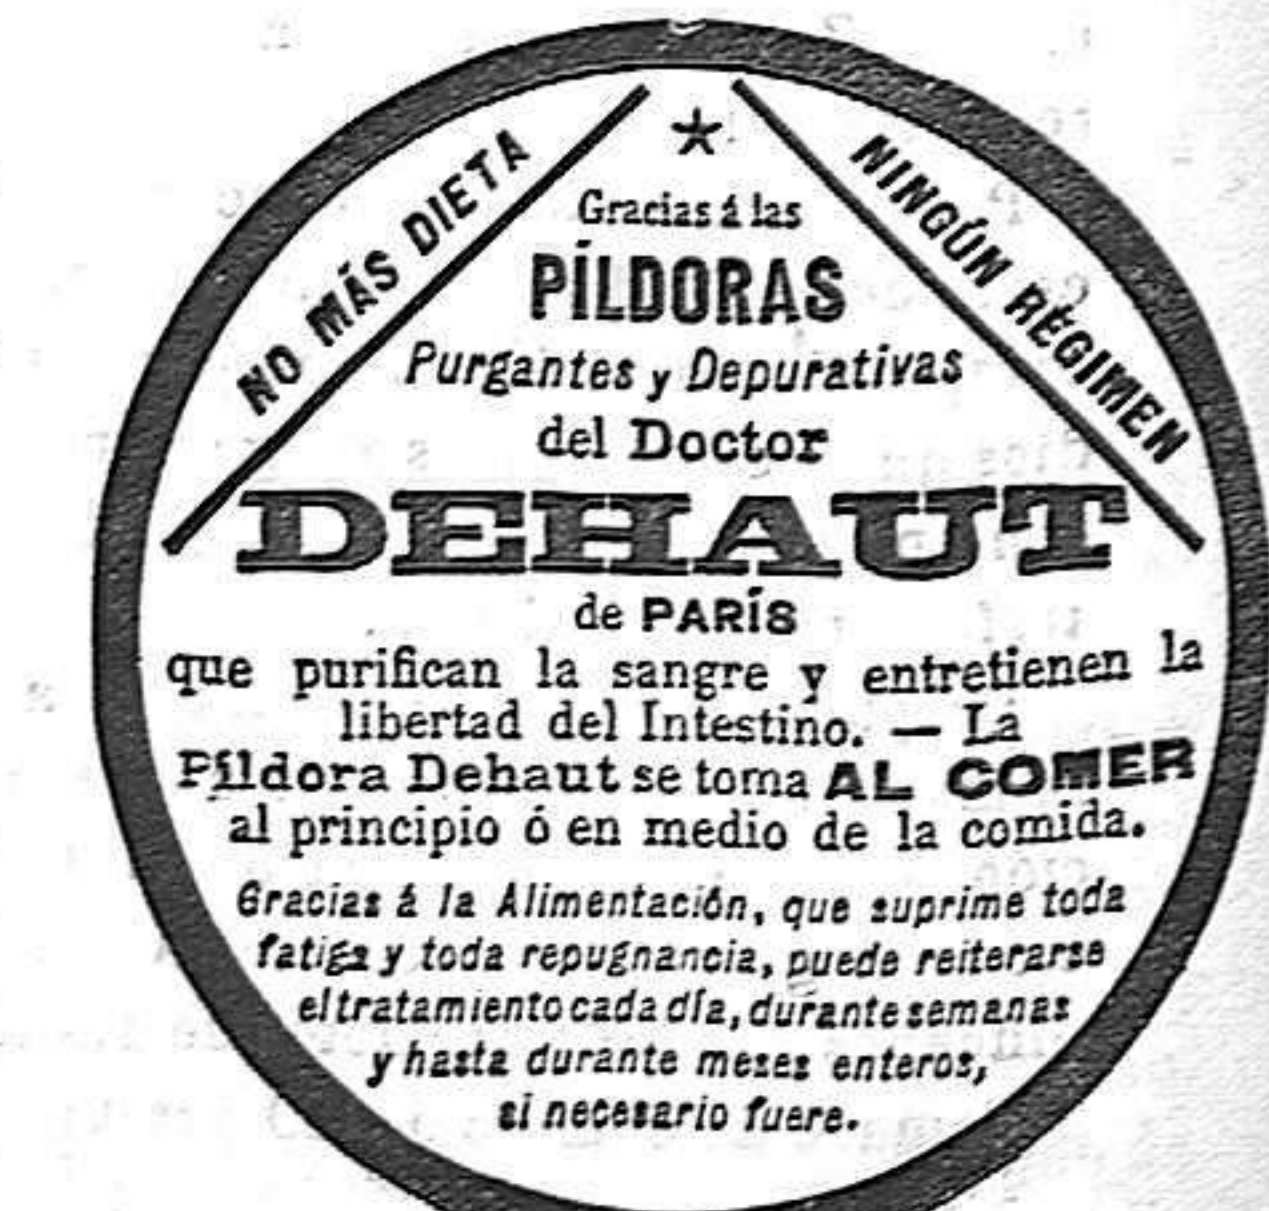 NO MÁS DIETA
NINGÚN RÉGIMEN
Gracias á las
PÍLDORAS
Purgantes y Depurativas
del Doctor
DEHAUT
de PARÍS
que purifican la sangre y entretienen la
libertad del Intestino. — La
Píldora Dehaut se toma AL COMER
al principio ó en medio de la comida.
Gracias á la Alimentación, que suprime toda
fatiga y toda repugnancia, puede reiterarse
el tratamiento cada día, durante semanas
y hasta durante meses enteros,
si necesario fuere.